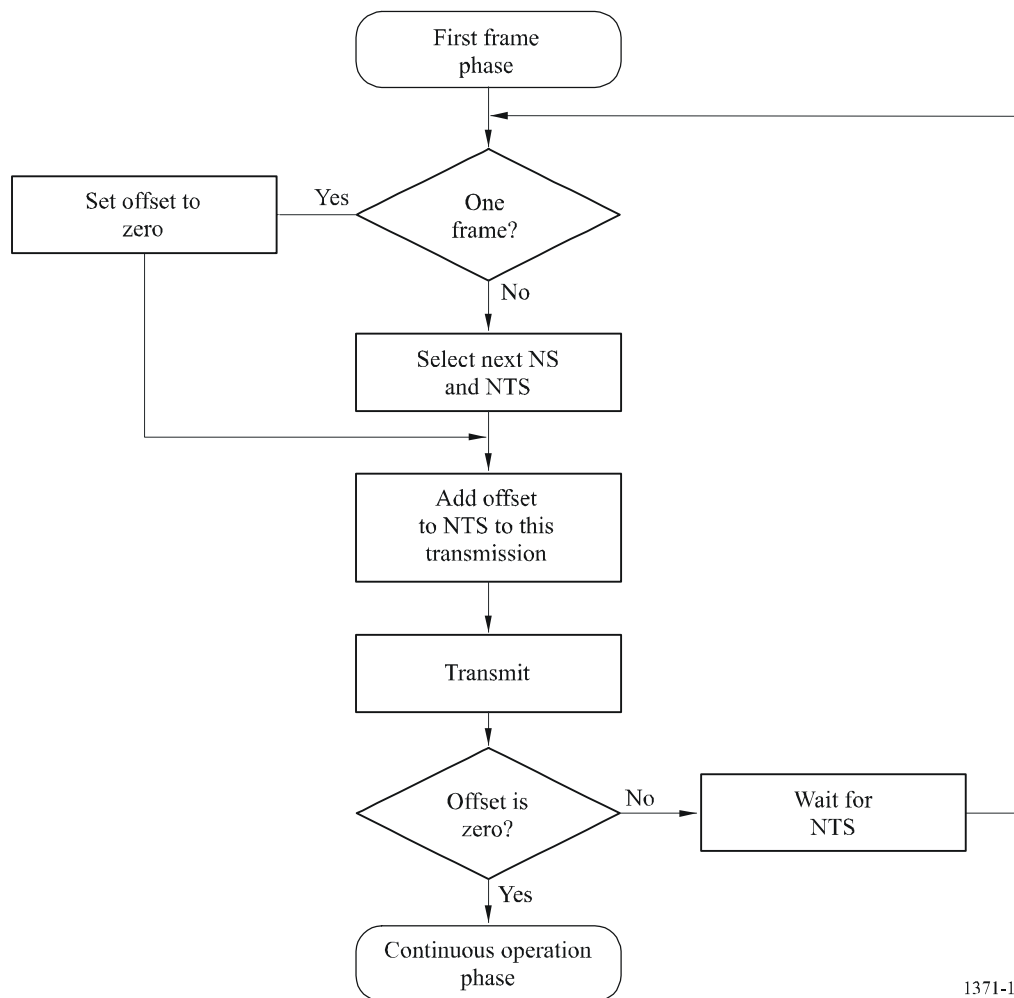 First frame
phase
One
frame?
Yes
Set offset to
zero
No
Select next NS
and NTS
Add offset
to NTS to this
transmission
Transmit
Offset is
zero?
No
Wait for
NTS
Yes
Continuous operation
phase
1371-1